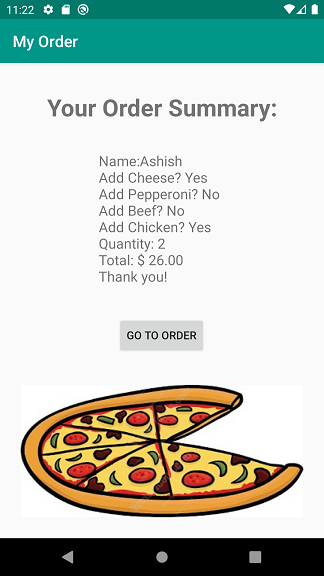 11:22
My Order
Your Order Summary:
Name:Ashish
Add Cheese? Yes
Add Pepperoni? No
Add Beef? No
Add Chicken? Yes
Quantity: 2
Total: $ 26.00
Thank you!
GO TO ORDER